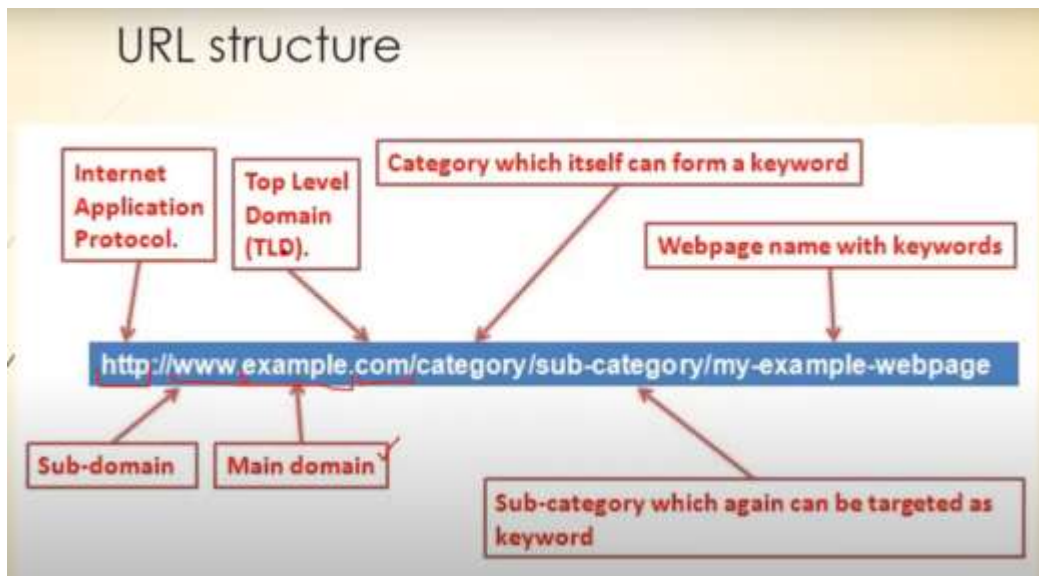 URL structure
Internet
Application
Protocol.
Top Level
Domain
(TLD).
Category which itself can form a keyword
Webpage name with keywords
http://www.example.com/category/sub-category/my-example-webpage
Sub-domain
Main domain
Sub-category which again can be targeted as
keyword